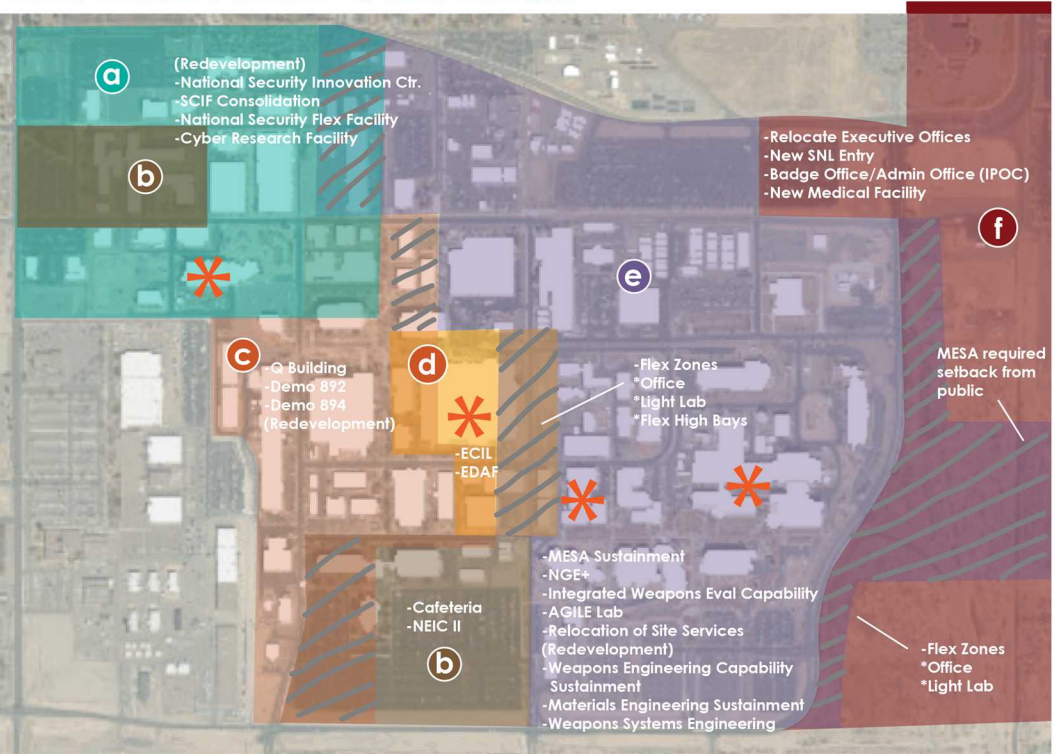 a
(Redevelopment)
-National Security Innovation Ctr.
-SCIF Consolidation
-National Security Flex Facility
-Cyber Research Facility
b
-Relocate Executive Offices
-New SNL Entry
-Badge Office/Admin Office (IPOC)
-New Medical Facility
f
e
c
-Q Building
-Demo 892
-Demo 894
(Redevelopment)
d
-ECIL
-EDAF
-Flex Zones
*Office
*Light Lab
*Flex High Bays
MESA required
setback from
public
-Cafeteria
-NEIC II
b
-MESA Sustainment
-NGE+
-Integrated Weapons Eval Capability
-AGILE Lab
-Relocation of Site Services
(Redevelopment)
-Weapons Engineering Capability
Sustainment
-Materials Engineering Sustainment
-Weapons Systems Engineering
-Flex Zones
*Office
*Light Lab